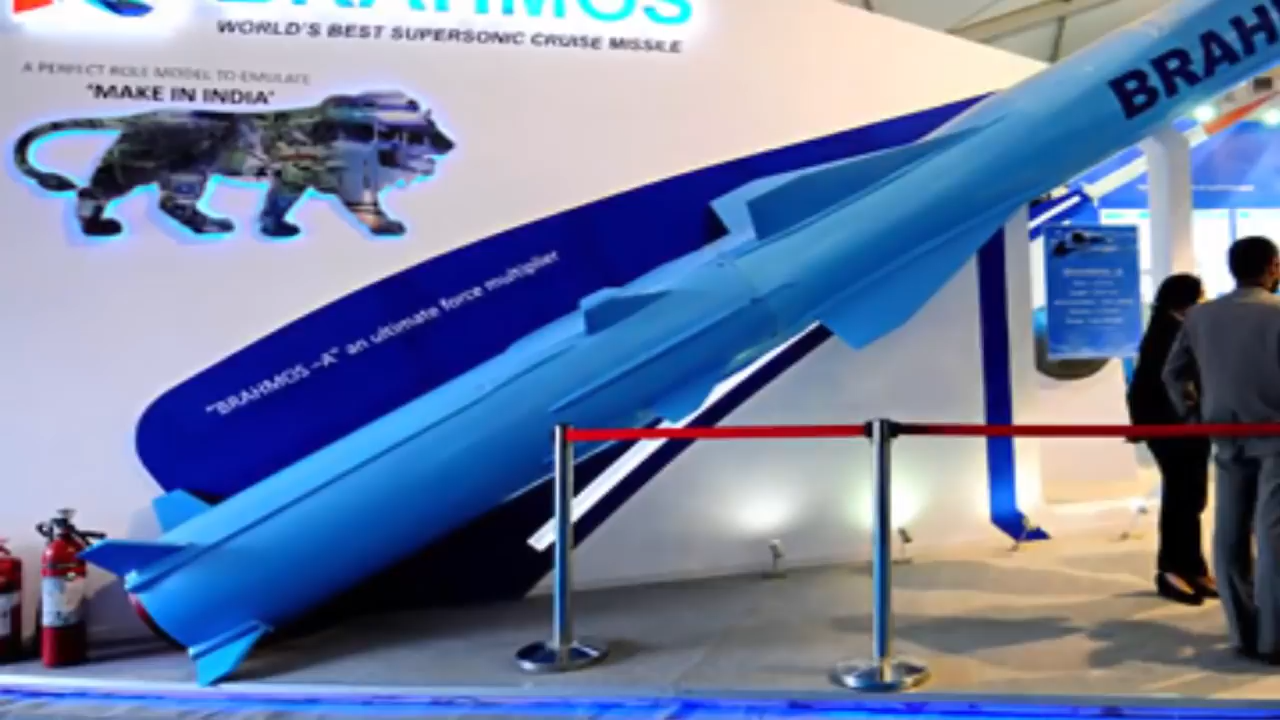 BRAHMOS
WORLD'S BEST SUPERSONIC CRUISE MISSILE
A PERFECT ROLE MODEL TO EMULATE
"MAKE IN INDIA"
BRAH
"BRAHMOS –A" an ultimate force multiplier